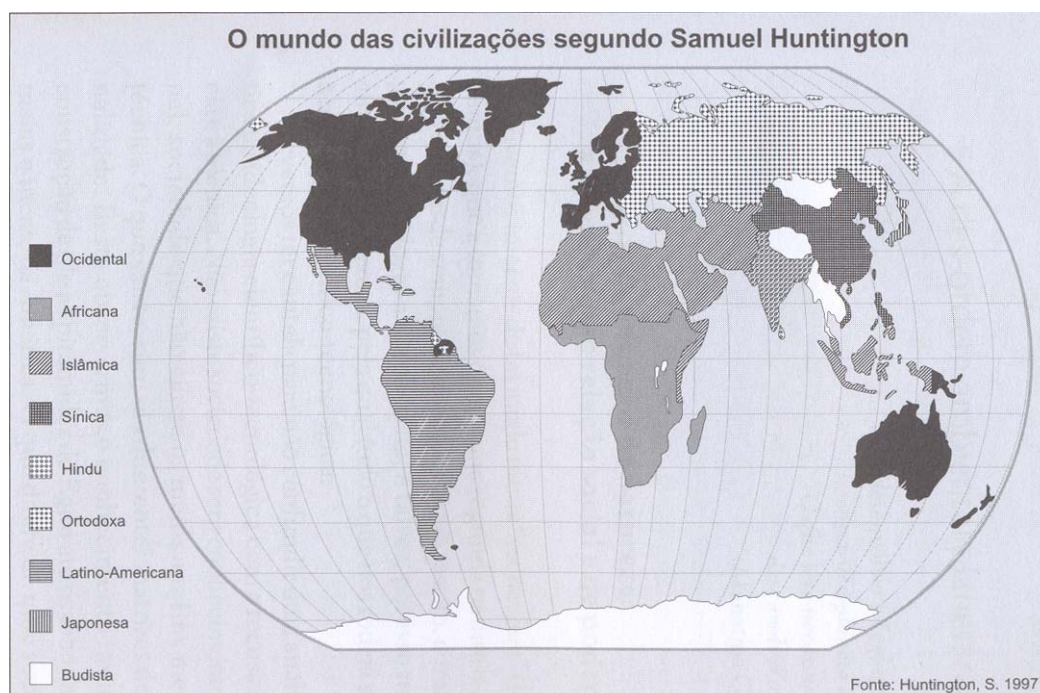 O mundo das civilizações segundo Samuel Huntington
Ocidental
Africana
Islâmica
Sínica
Hindu
Ortodoxa
Latino-Americana
Japonesa
Budista
Fonte: Huntington, S. 1997